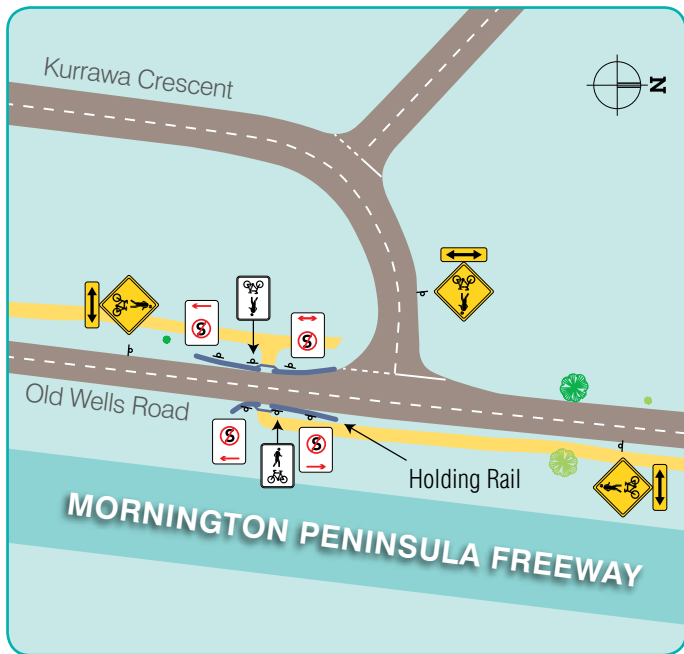 Kurrawa Crescent
N
S
S
Old Wells Road
S
S
Holding Rail
MORNINGTON PENINSULA FREEWAY